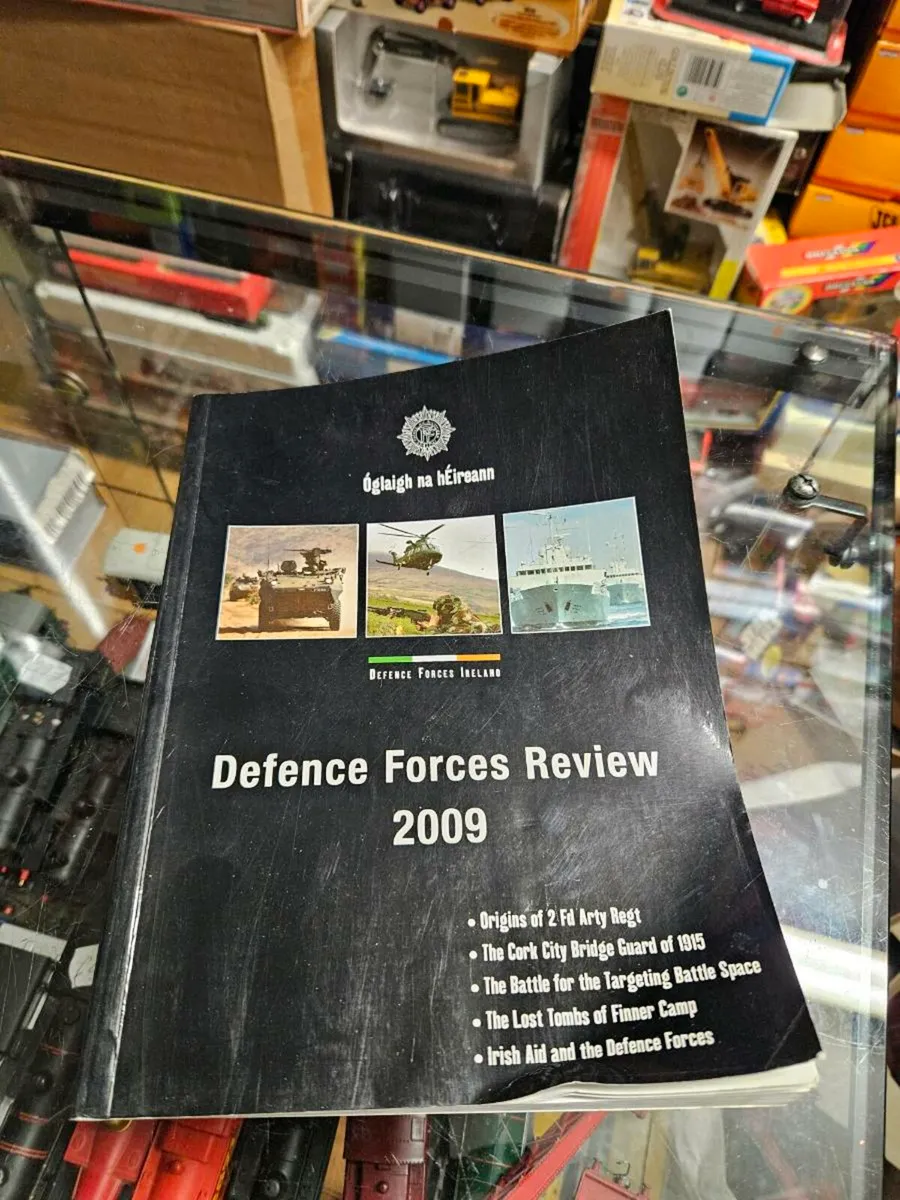 JCB
Óglaigh na hÉireann
DEFENCE FORCES IRELAND
Defence Forces Review
2009
• Origins of 2 Fd Arty Regt
• The Cork City Bridge Guard of 1915
• The Battle for the Targeting Battle Space
• The Lost Tombs of Finner Camp
• Irish Aid and the Defence Forces